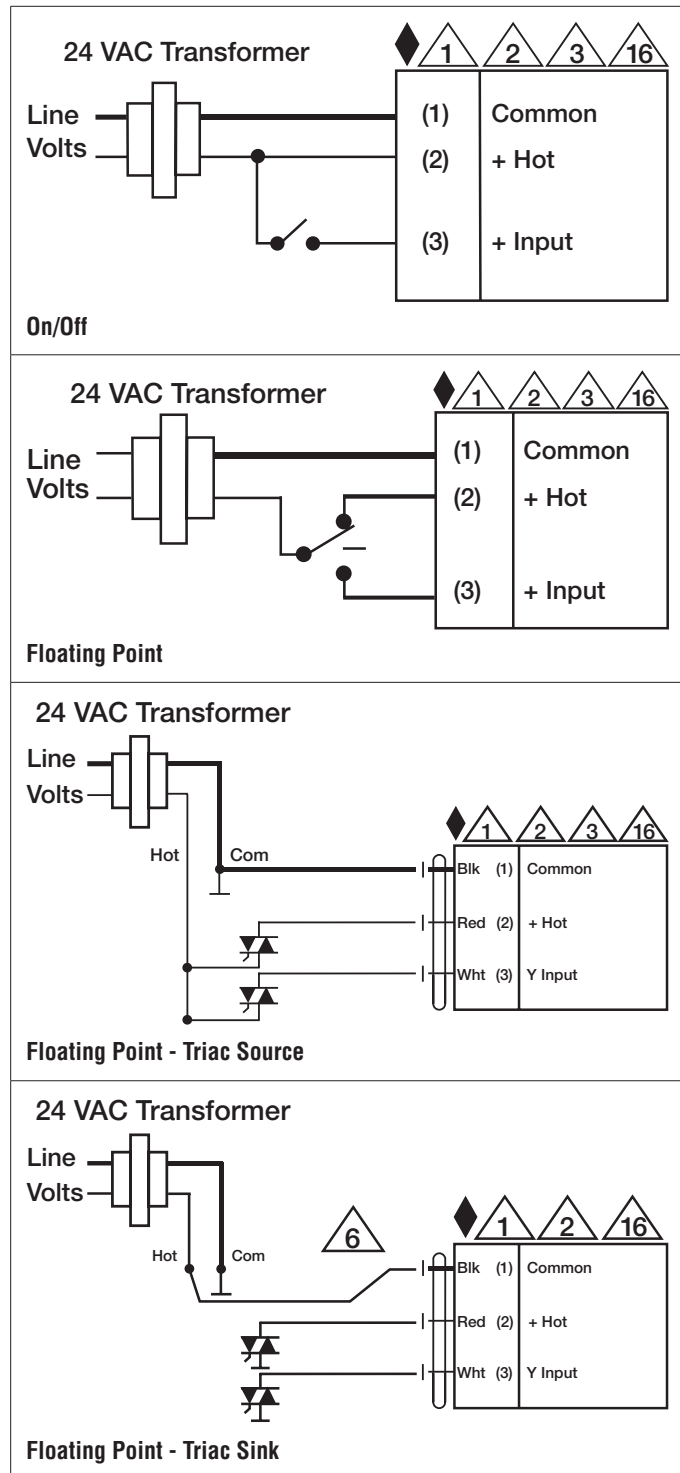 24 VAC Transformer
1 2 3 16
Line
Volts
(1) Common
(2) + Hot
(3) + Input
On/Off
24 VAC Transformer
1 2 3 16
Line
Volts
(1) Common
(2) + Hot
(3) + Input
Floating Point
24 VAC Transformer
Line
Volts
1 2 3 16
Hot Com
Blk (1) Common
Red (2) + Hot
Wht (3) Y Input
Floating Point - Triac Source
24 VAC Transformer
Line
Volts
6
1 2 16
Hot Com
Blk (1) Common
Red (2) + Hot
Wht (3) Y Input
Floating Point - Triac Sink